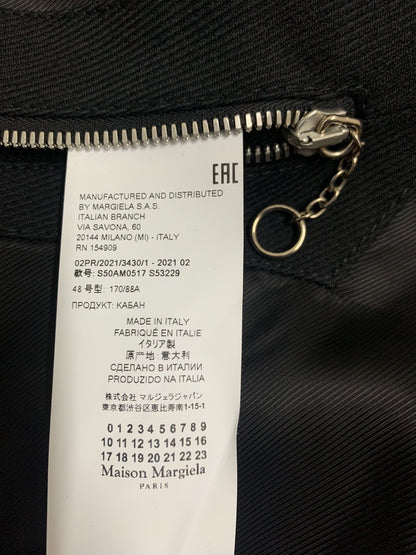 EAC
MANUFACTURED AND DISTRIBUTED
BY MARGIELA S.A.S.
ITALIAN BRANCH
VIA SAVONA, 60
20144 MILANO (MI) - ITALY
RN 154909
02PR/2021/3430/1 - 2021 02
款号: S50AM0517 S53229
48 号型: 170/88A
ПРОДУКТ: КАБАН
MADE IN ITALY
FABRIQUÉ EN ITALIE
イタリア製
原产地: 意大利
СДЕЛАНО В ИТАЛИИ
PRODUZIDO NA ITALIA
株式会社 マルジェラジャパン
東京都渋谷区恵比寿南1-15-1
0 1 2 3 4 5 6 7 8 9
10 11 12 13 14 15 16
17 18 19 20 21 22 23
Maison Margiela
PARIS